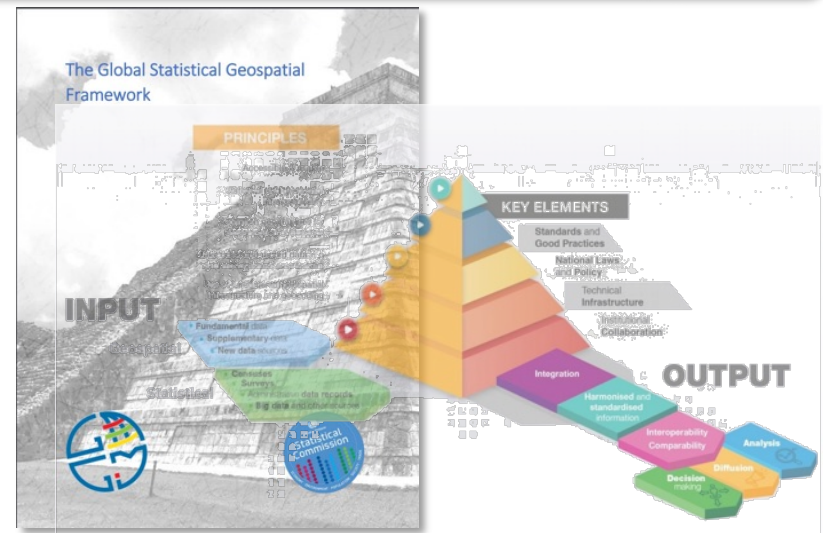 The Global Statistical Geospatial
Framework
PRINCIPLES
KEY ELEMENTS
Standards and
Good Practices
National Laws
and Policy
Technical
Infrastructure
Institutional
Collaboration
INPUT
Geospatial
• Fundamental data
• Supplementary data
• New data sources
Statistical
• Censuses
Surveys
• Administrative data records
• Big data and other sources
OUTPUT
Integration
Harmonised and
standardised
information
Interoperability
Comparability
Analysis
Diffusion
Decision
making
Statistical
Commission